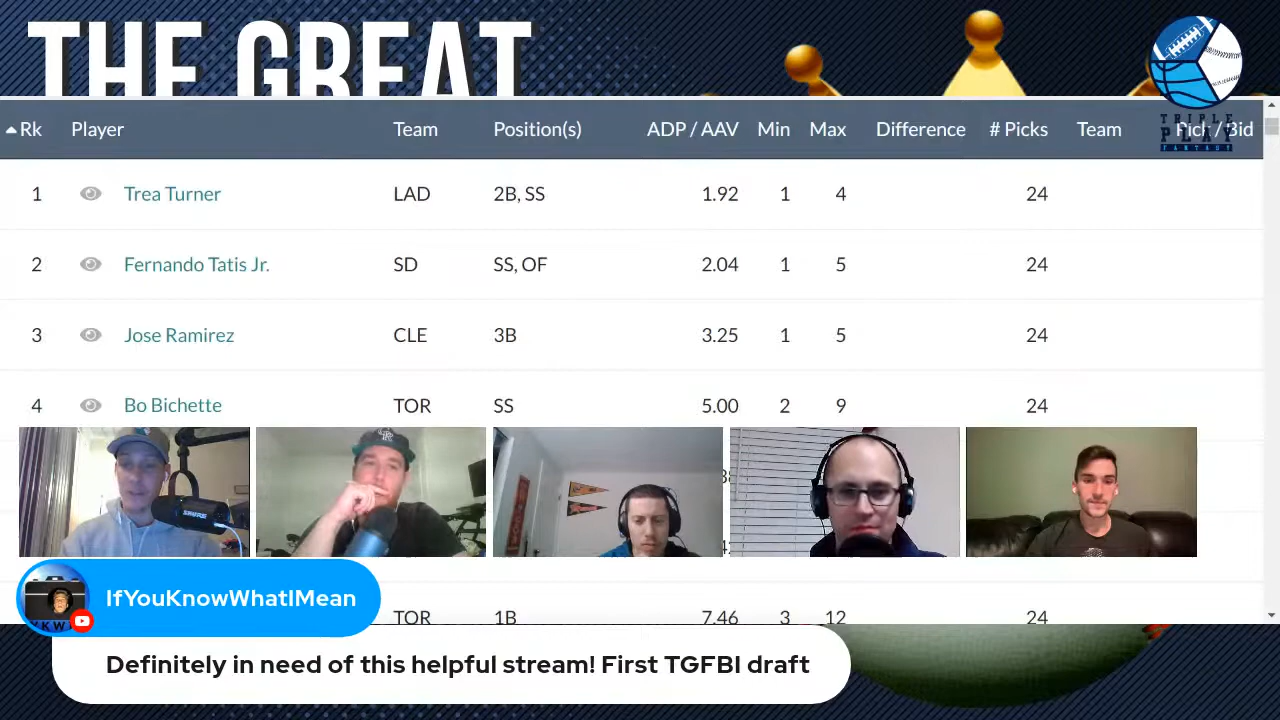 THE GREAT
Rk Player Team Position(s) ADP / AAV Min Max Difference # Picks Team Pick / Bid
TRIPLE
PLAY
FANTASY
1 Trea Turner LAD 2B, SS 1.92 1 4 24
2 Fernando Tatis Jr. SD SS, OF 2.04 1 5 24
3 Jose Ramirez CLE 3B 3.25 1 5 24
4 Bo Bichette TOR SS 5.00 2 9 24
SHURE
TOR 1B 7.46 3 12 24
IfYouKnowWhatIMean
Definitely in need of this helpful stream! First TGFBI draft